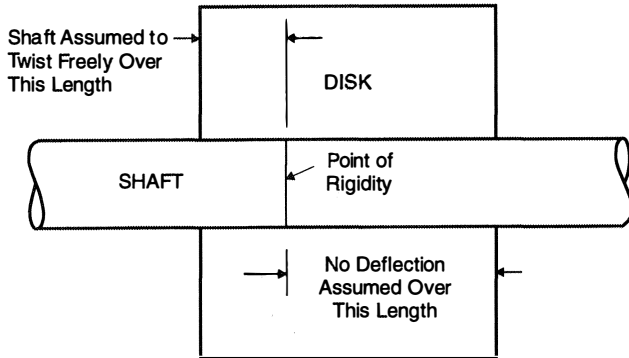 Shaft Assumed to
Twist Freely Over
This Length
DISK
SHAFT
Point of
Rigidity
No Deflection
Assumed Over
This Length